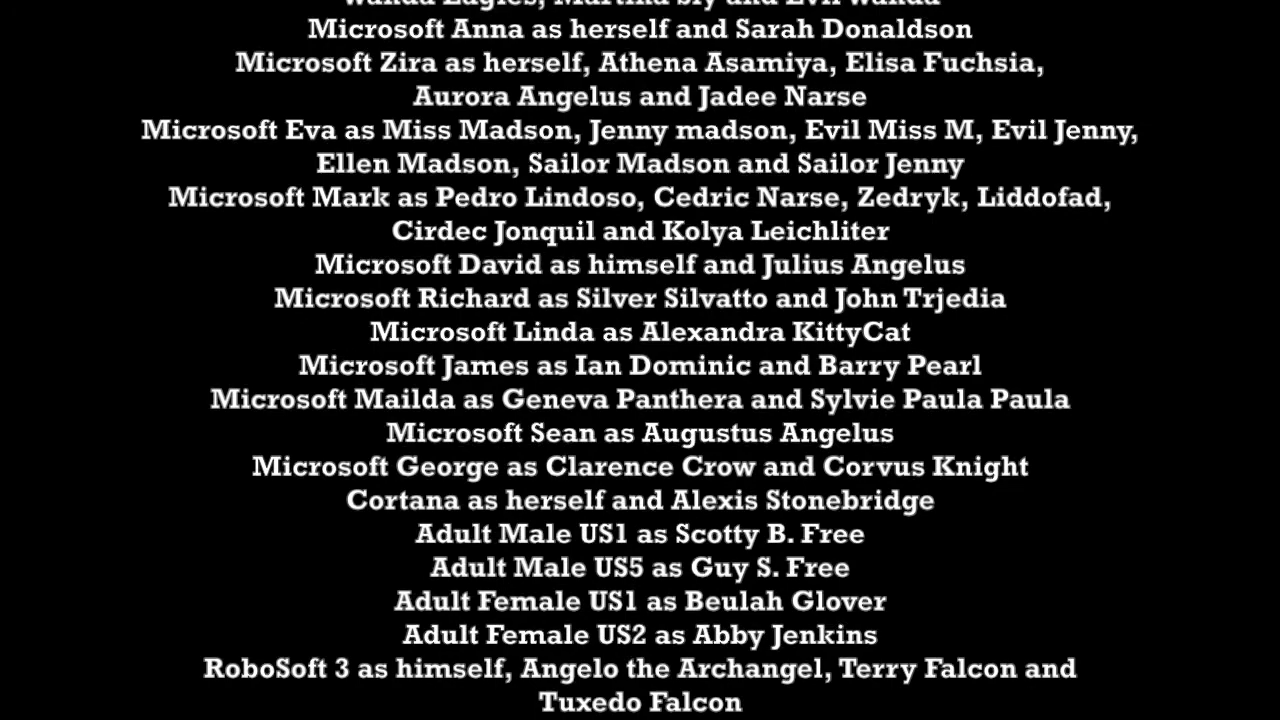 Wanda Eagles, Martina Sly and Evil Wanda
Microsoft Anna as herself and Sarah Donaldson
Microsoft Zira as herself, Athena Asamiya, Elisa Fuchsia,
Aurora Angelus and Jadee Narse
Microsoft Eva as Miss Madson, Jenny madson, Evil Miss M, Evil Jenny,
Ellen Madson, Sailor Madson and Sailor Jenny
Microsoft Mark as Pedro Lindoso, Cedric Narse, Zedryk, Liddofad,
Cirdec Jonquil and Kolya Leichliter
Microsoft David as himself and Julius Angelus
Microsoft Richard as Silver Silvatto and John Trjedia
Microsoft Linda as Alexandra KittyCat
Microsoft James as Ian Dominic and Barry Pearl
Microsoft Mailda as Geneva Panthera and Sylvie Paula Paula
Microsoft Sean as Augustus Angelus
Microsoft George as Clarence Crow and Corvus Knight
Cortana as herself and Alexis Stonebridge
Adult Male US1 as Scotty B. Free
Adult Male US5 as Guy S. Free
Adult Female US1 as Beulah Glover
Adult Female US2 as Abby Jenkins
RoboSoft 3 as himself, Angelo the Archangel, Terry Falcon and
Tuxedo Falcon